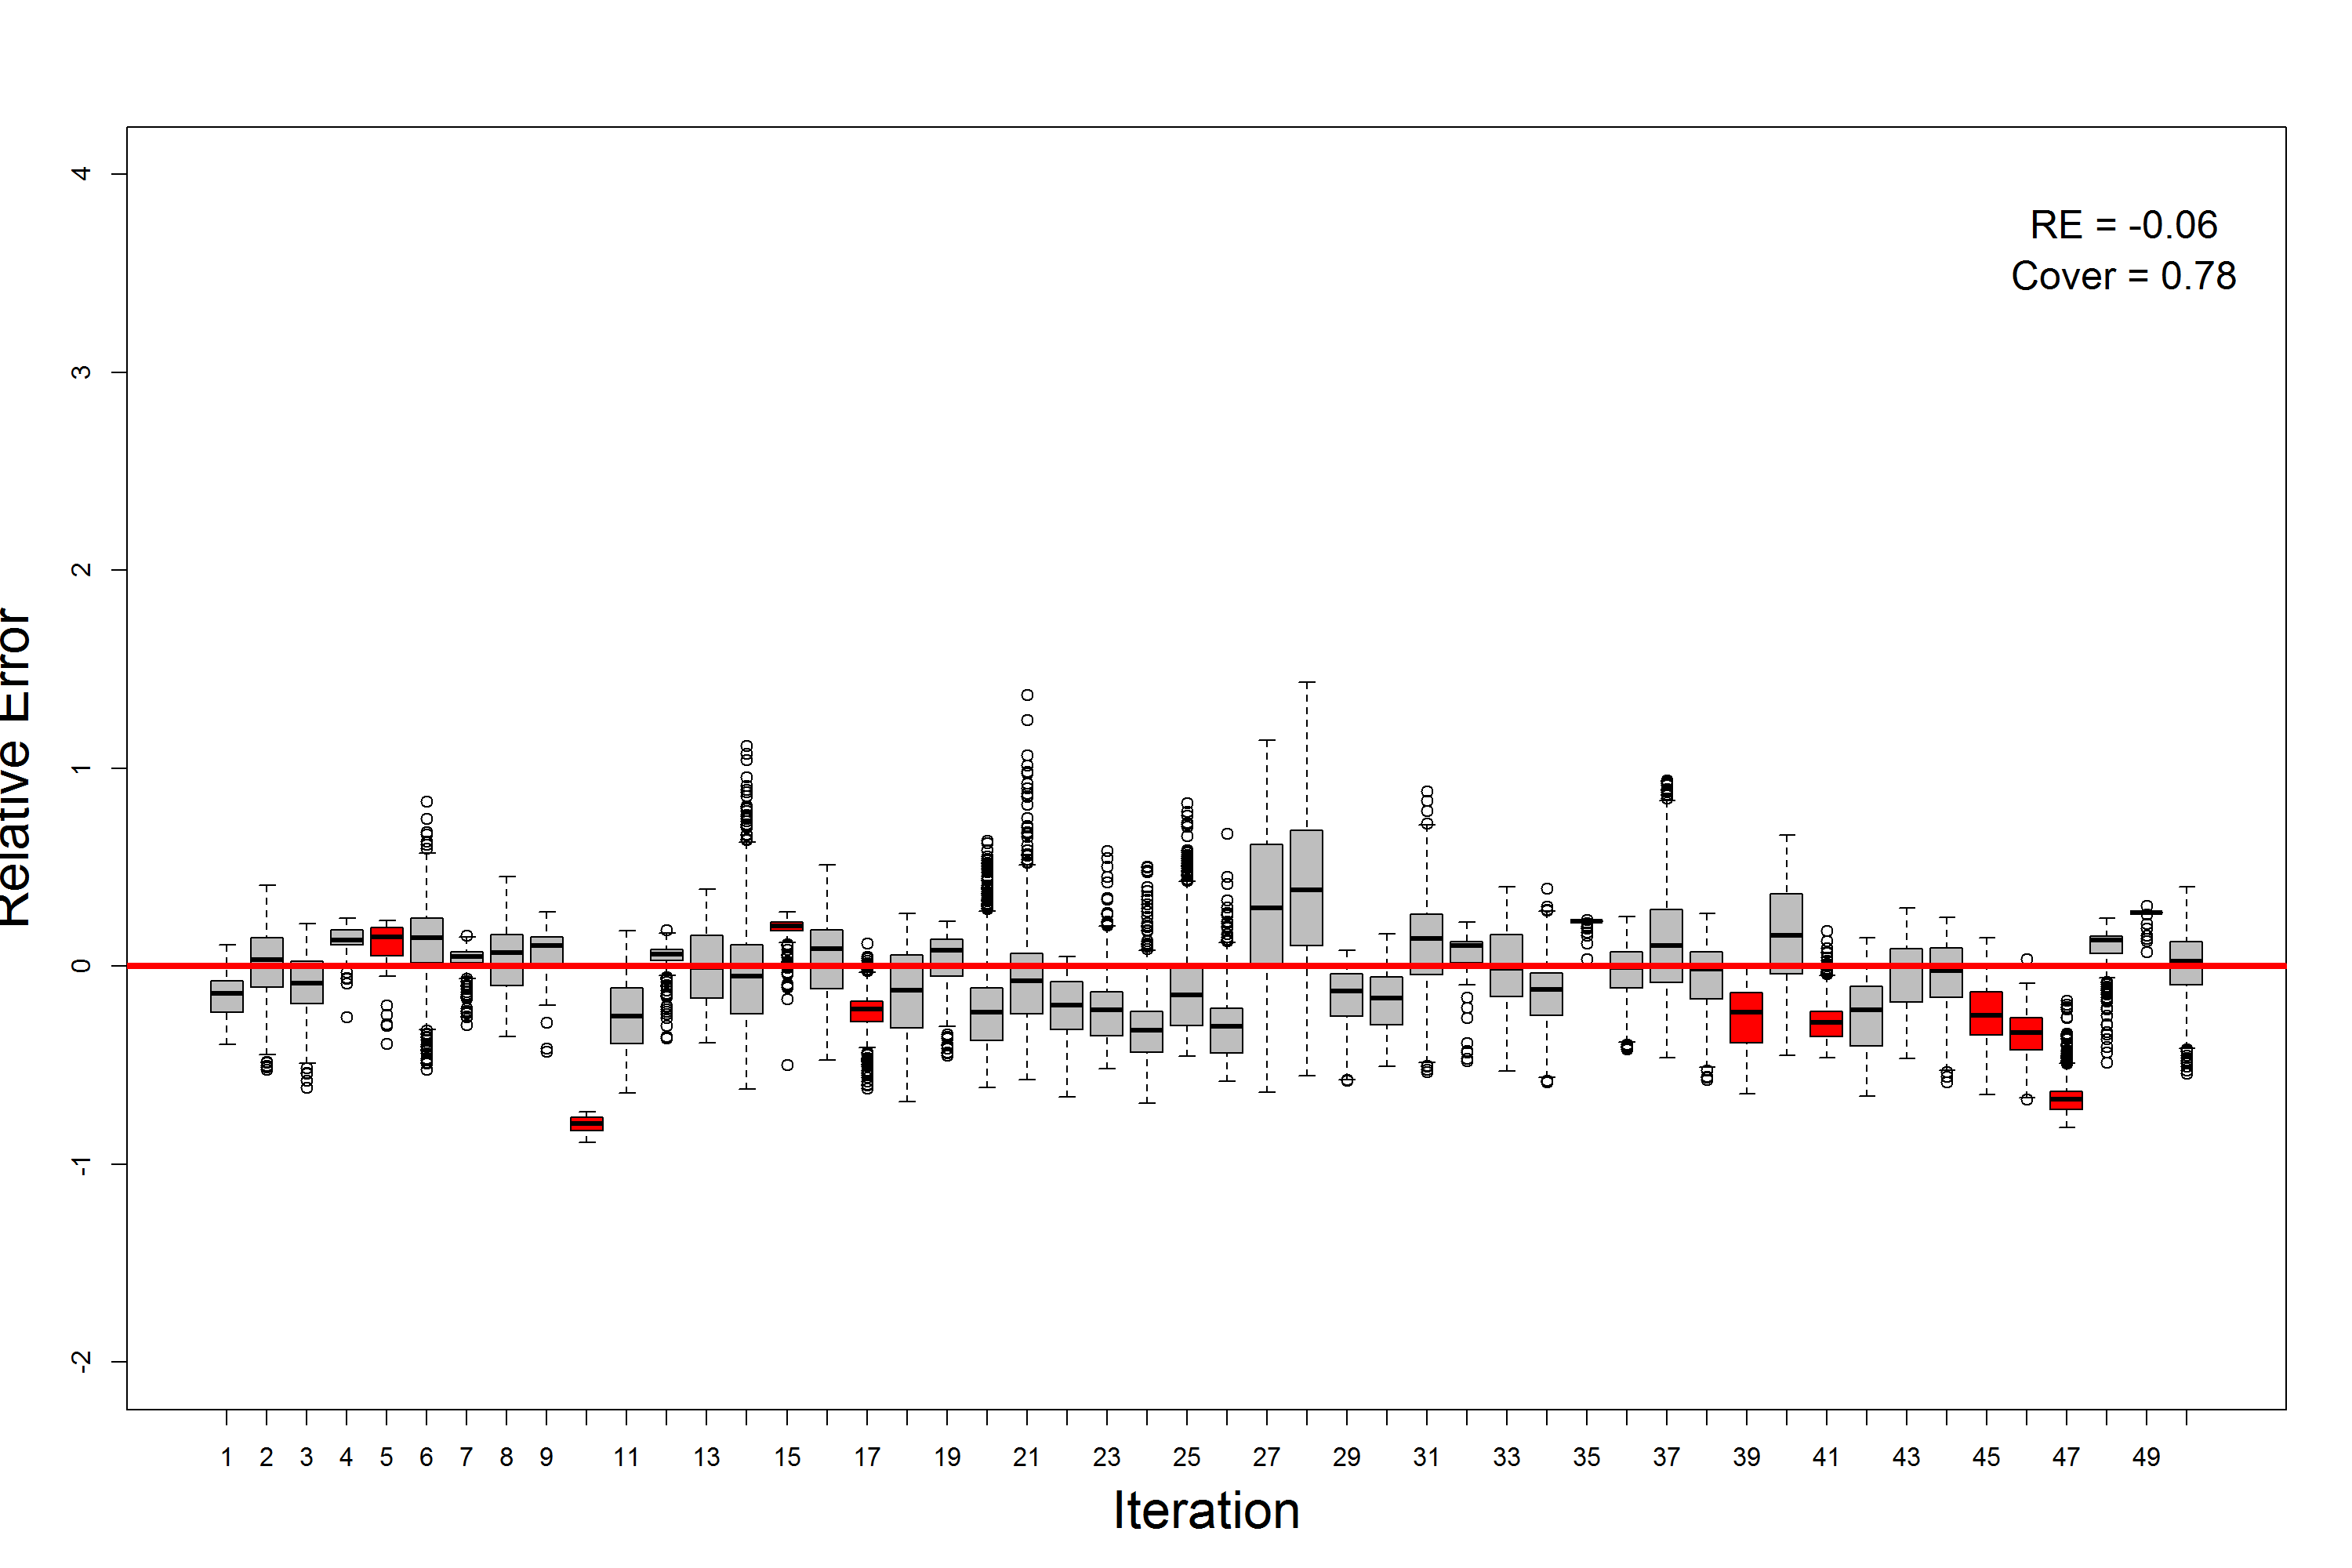 RE = -0.06
Cover = 0.78
4
3
2
1
0
-1
-2
Relative Error
1 2 3 4 5 6 7 8 9 11 13 15 17 19 21 23 25 27 29 31 33 35 37 39 41 43 45 47 49
Iteration